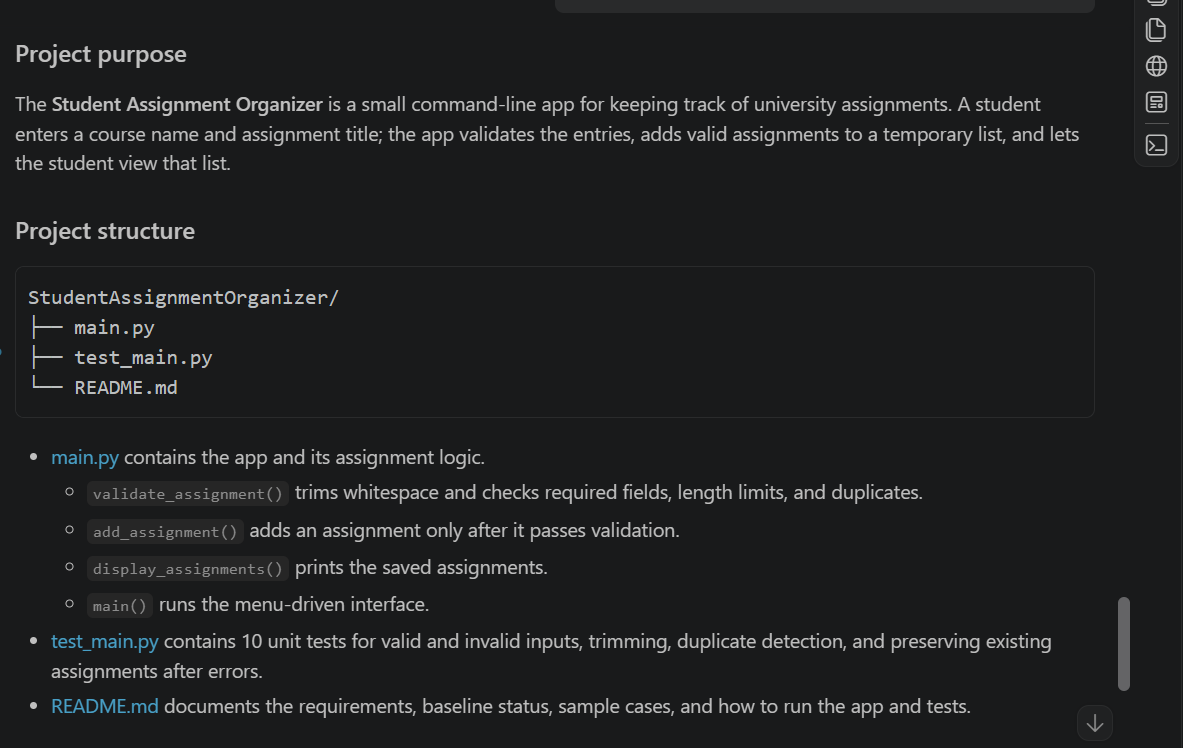 Project purpose
The Student Assignment Organizer is a small command-line app for keeping track of university assignments. A student
enters a course name and assignment title; the app validates the entries, adds valid assignments to a temporary list, and lets
the student view that list.
Project structure
StudentAssignmentOrganizer/
├── main.py
├── test_main.py
└── README.md
• main.py contains the app and its assignment logic.
◦ validate_assignment() trims whitespace and checks required fields, length limits, and duplicates.
◦ add_assignment() adds an assignment only after it passes validation.
◦ display_assignments() prints the saved assignments.
◦ main() runs the menu-driven interface.
• test_main.py contains 10 unit tests for valid and invalid inputs, trimming, duplicate detection, and preserving existing
assignments after errors.
• README.md documents the requirements, baseline status, sample cases, and how to run the app and tests.